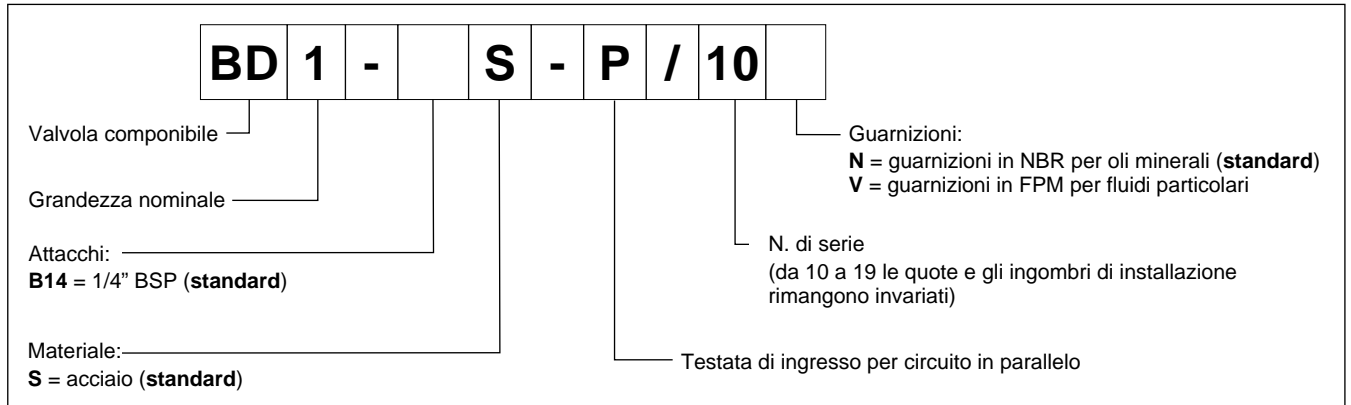 BD 1 - S - P / 10
Valvola componibile
Grandezza nominale
Attacchi:
B14 = 1/4” BSP (standard)
Materiale:
S = acciaio (standard)
Guarnizioni:
N = guarnizioni in NBR per oli minerali (standard)
V = guarnizioni in FPM per fluidi particolari
N. di serie
(da 10 a 19 le quote e gli ingombri di installazione
rimangono invariati)
Testata di ingresso per circuito in parallelo